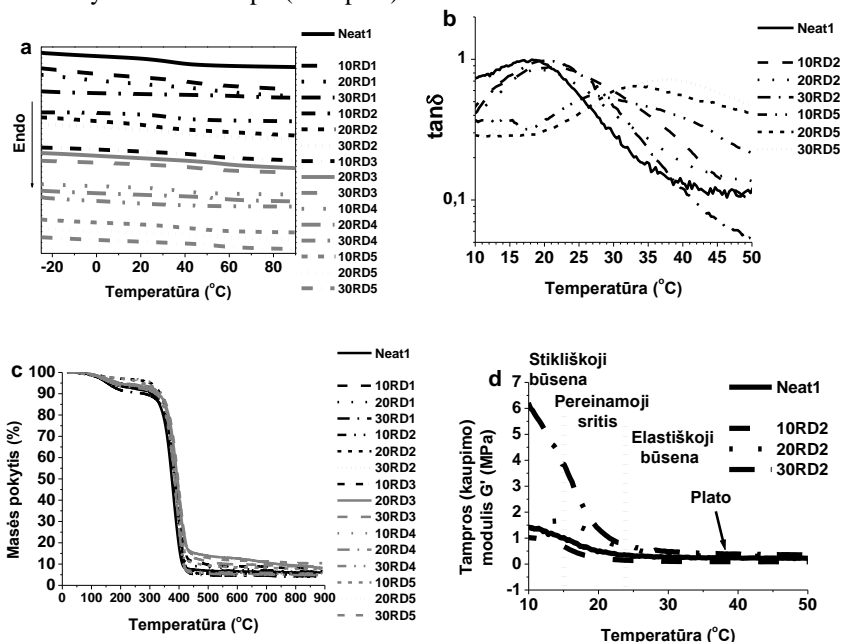 a
Endo
-20 0 20 40 60 80
Temperatūra (°C)
Neat1
10RD1
20RD1
30RD1
10RD2
20RD2
30RD2
10RD3
20RD3
30RD3
10RD4
20RD4
30RD4
10RD5
20RD5
30RD5
b
tanδ
1
0,1
10 15 20 25 30 35 40 45 50
Temperatūra (°C)
Neat1
10RD2
20RD2
30RD2
10RD5
20RD5
30RD5
c
Masės pokytis (%)
100
90
80
70
60
50
40
30
20
10
0
0 100 200 300 400 500 600 700 800 900
Temperatūra (°C)
Neat1
10RD1
20RD1
30RD1
10RD2
20RD2
30RD2
10RD3
20RD3
30RD3
10RD4
20RD4
30RD4
10RD5
20RD5
30RD5
d
Stikliškoji
būsena
Pereinamoji
sritis
Elastiškoji
būsena
Plato
Tampros (kaupimo)
modulis G' (MPa)
7
6
5
4
3
2
1
0
-1
10 20 30 40 50
Temperatūra (°C)
Neat1
10RD2
20RD2
30RD2